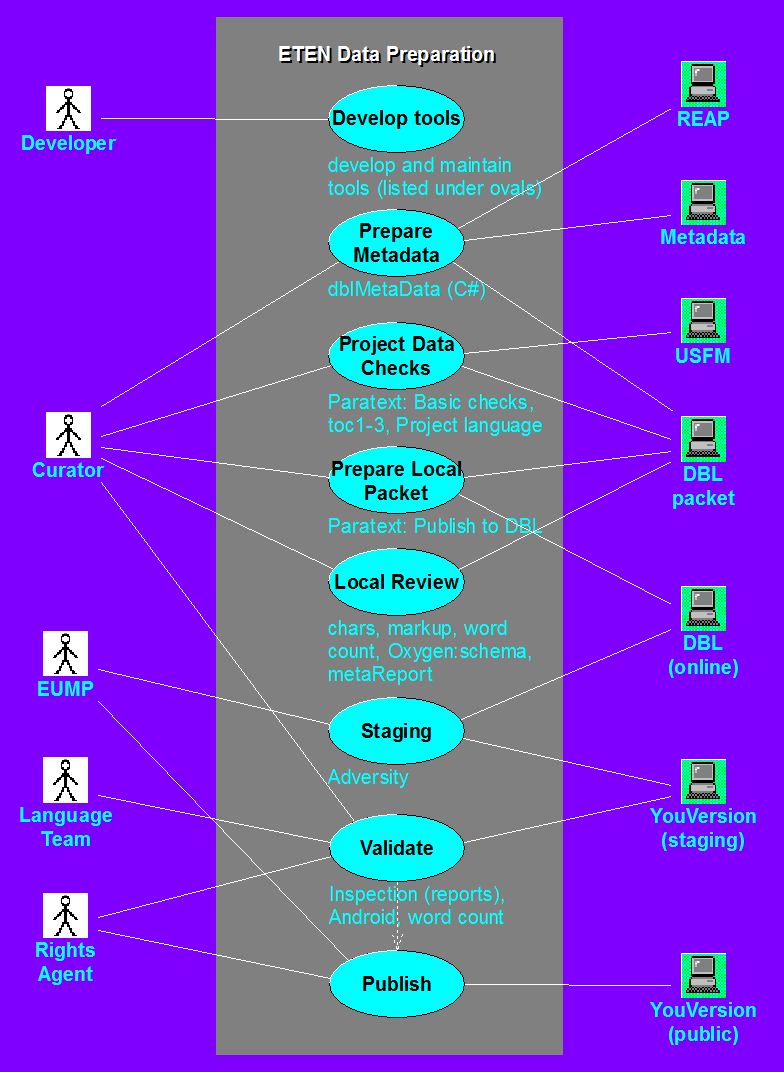 ETEN Data Preparation
Developer
Develop tools
develop and maintain
tools (listed under ovals)
REAP
Prepare
Metadata
dblMetaData (C#)
Metadata
Project Data
Checks
Paratext: Basic checks,
toc1-3, Project language
USFM
Curator
Prepare Local
Packet
Paratext: Publish to DBL
DBL
packet
Local Review
chars, markup, word
count, Oxygen:schema,
metaReport
DBL
(online)
EUMP
Staging
Adversity
Language
Team
YouVersion
(staging)
Validate
Inspection (reports),
Android, word count
Rights
Agent
Publish
YouVersion
(public)